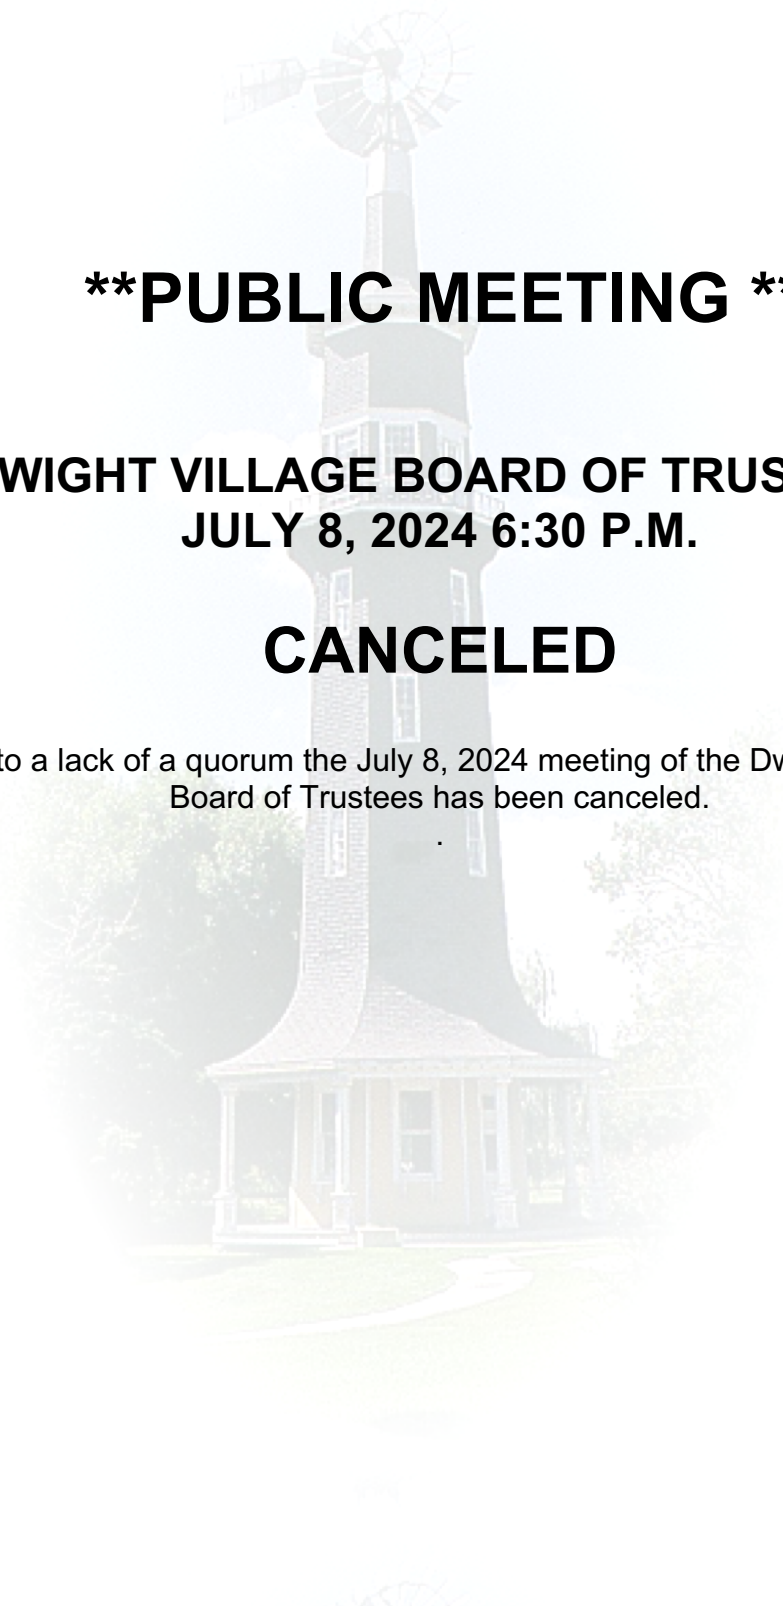 **PUBLIC MEETING **
WIGHT VILLAGE BOARD OF TRUS
JULY 8, 2024 6:30 P.M.
CANCELED
to a lack of a quorum the July 8, 2024 meeting of the Dw
Board of Trustees has been canceled.
.